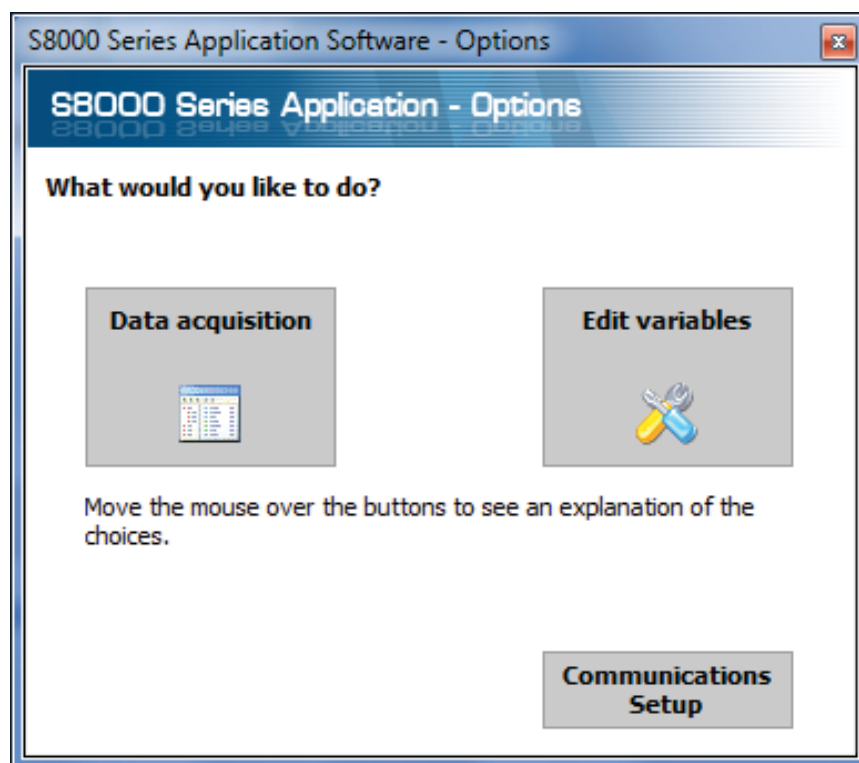 S8000 Series Application Software - Options
S8000 Series Application - Options
What would you like to do?
Data acquisition
Edit variables
Move the mouse over the buttons to see an explanation of the
choices.
Communications
Setup